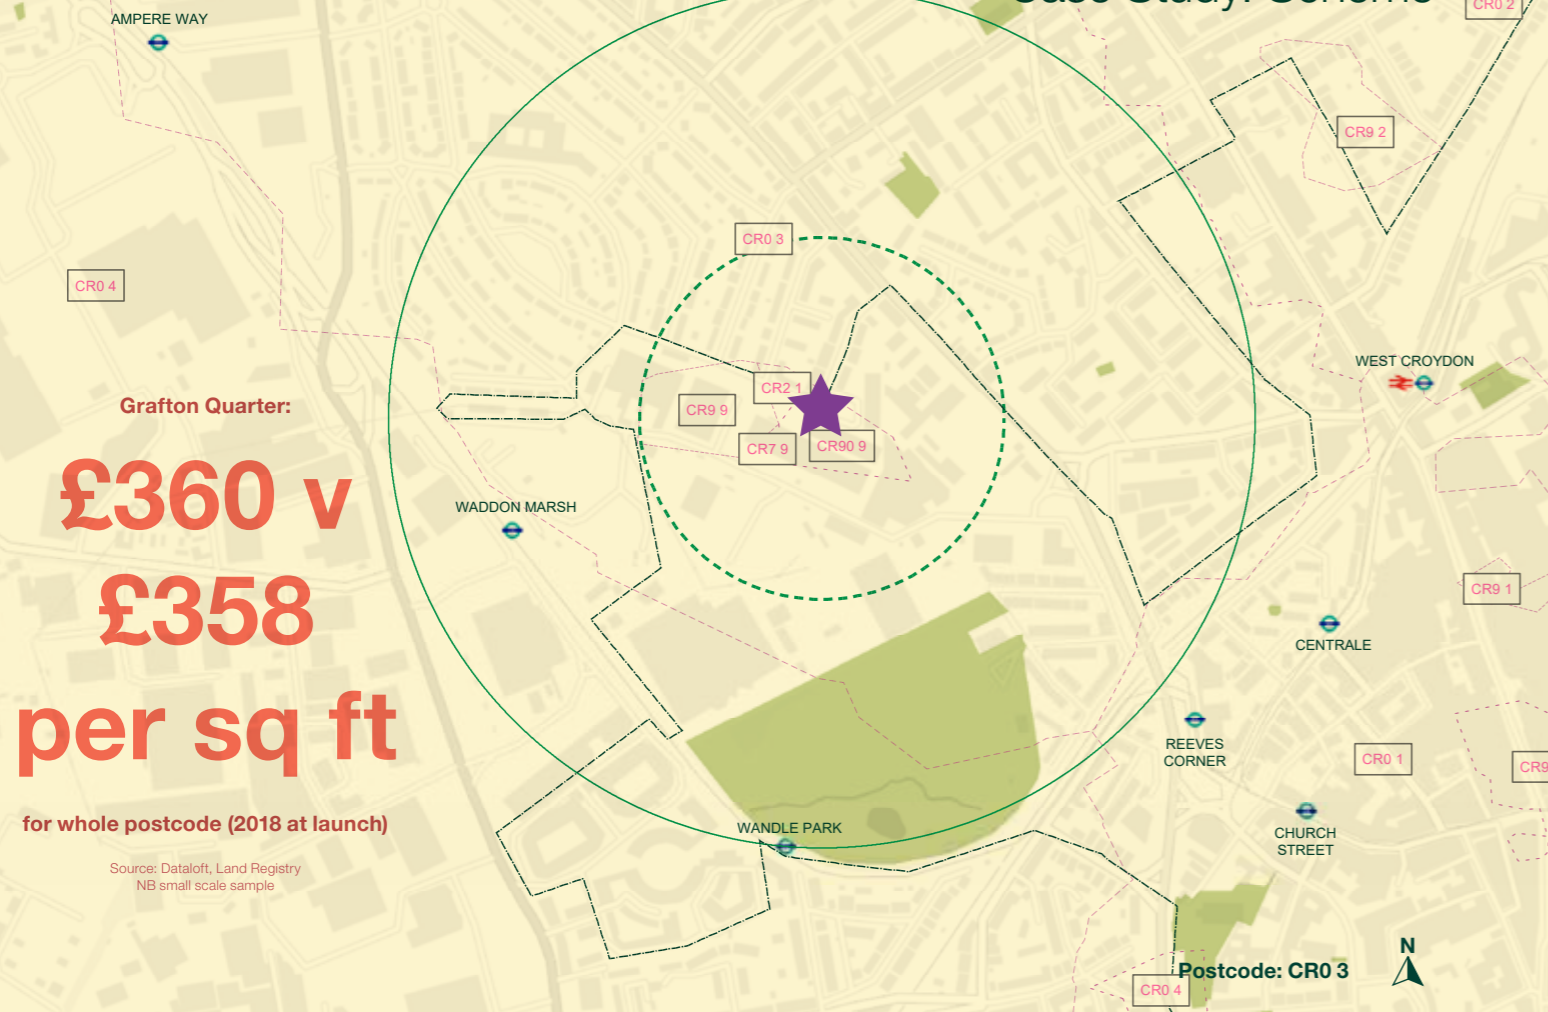 Case Study: Scheme
CR0 2
AMPERE WAY
CR9 2
CR0 3
CR0 4
WEST CROYDON
CR2 1
CR9 9
CR7 9
CR90 9
Grafton Quarter:
£360 v
£358
per sq ft
for whole postcode (2018 at launch)
Source: Dataloft, Land Registry
NB small scale sample
WADDON MARSH
CR9 1
CENTRALE
REEVES
CORNER
CR0 1
CR9
WANDLE PARK
CHURCH
STREET
N
Postcode: CR0 3
CR0 4